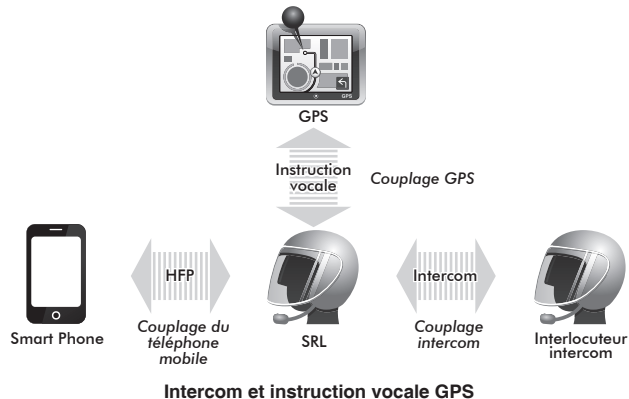 GPS
GPS
Instruction
vocale
Couplage GPS
HFP
Intercom
Smart Phone
Couplage du
téléphone
mobile
SRL
Couplage
intercom
Interlocuteur
intercom
Intercom et instruction vocale GPS